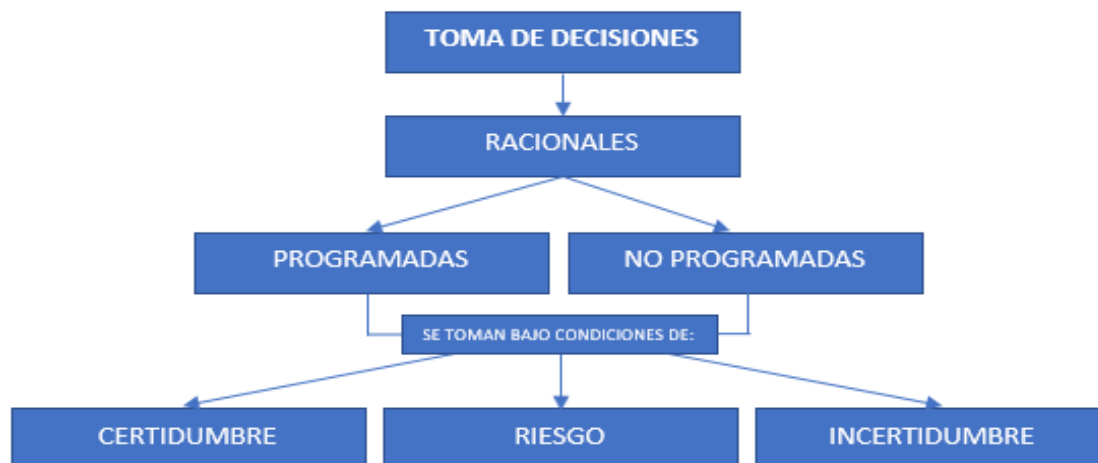 TOMA DE DECISIONES
RACIONALES
PROGRAMADAS
NO PROGRAMADAS
SE TOMAN BAJO CONDICIONES DE:
CERTIDUMBRE
RIESGO
INCERTIDUMBRE